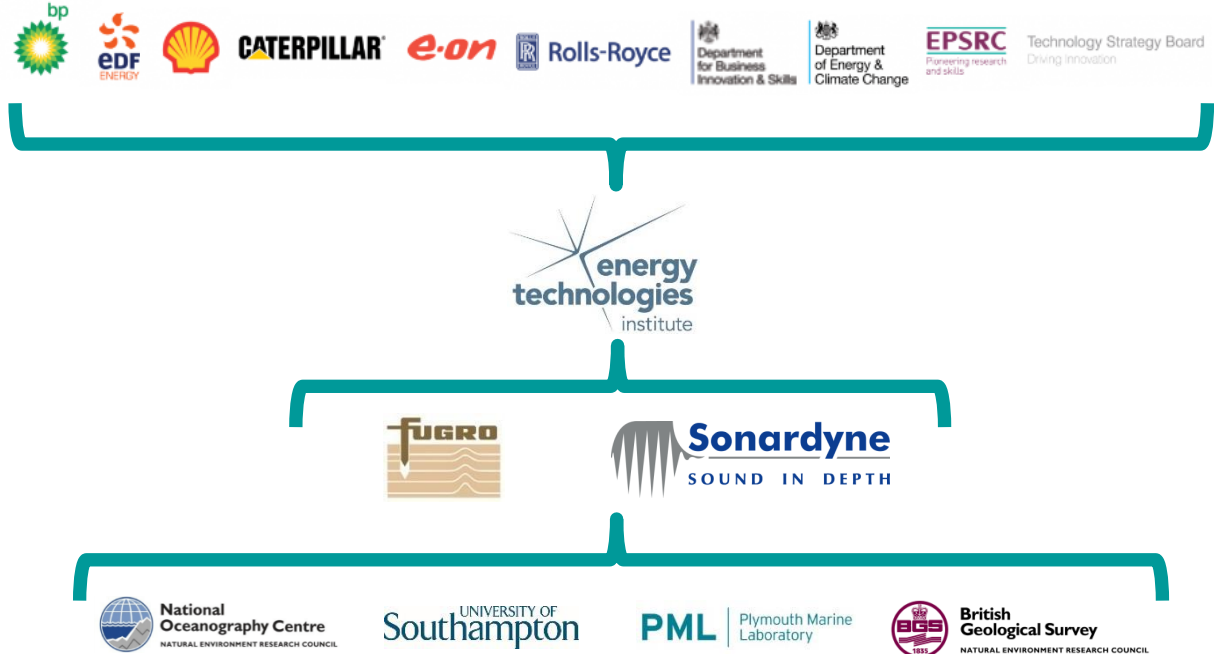 bp
eDF
ENERGY
CATERPILLAR®
e·on
Rolls-Royce
Department
for Business
Innovation & Skills
Department
of Energy &
Climate Change
EPSRC
Pioneering research
and skills
Technology Strategy Board
Driving Innovation
energy
technologies
institute
FUGRO
Sonardyne
SOUND IN DEPTH
National
Oceanography Centre
NATURAL ENVIRONMENT RESEARCH COUNCIL
UNIVERSITY OF
Southampton
PML
Plymouth Marine
Laboratory
BGS
1835
British
Geological Survey
NATURAL ENVIRONMENT RESEARCH COUNCIL